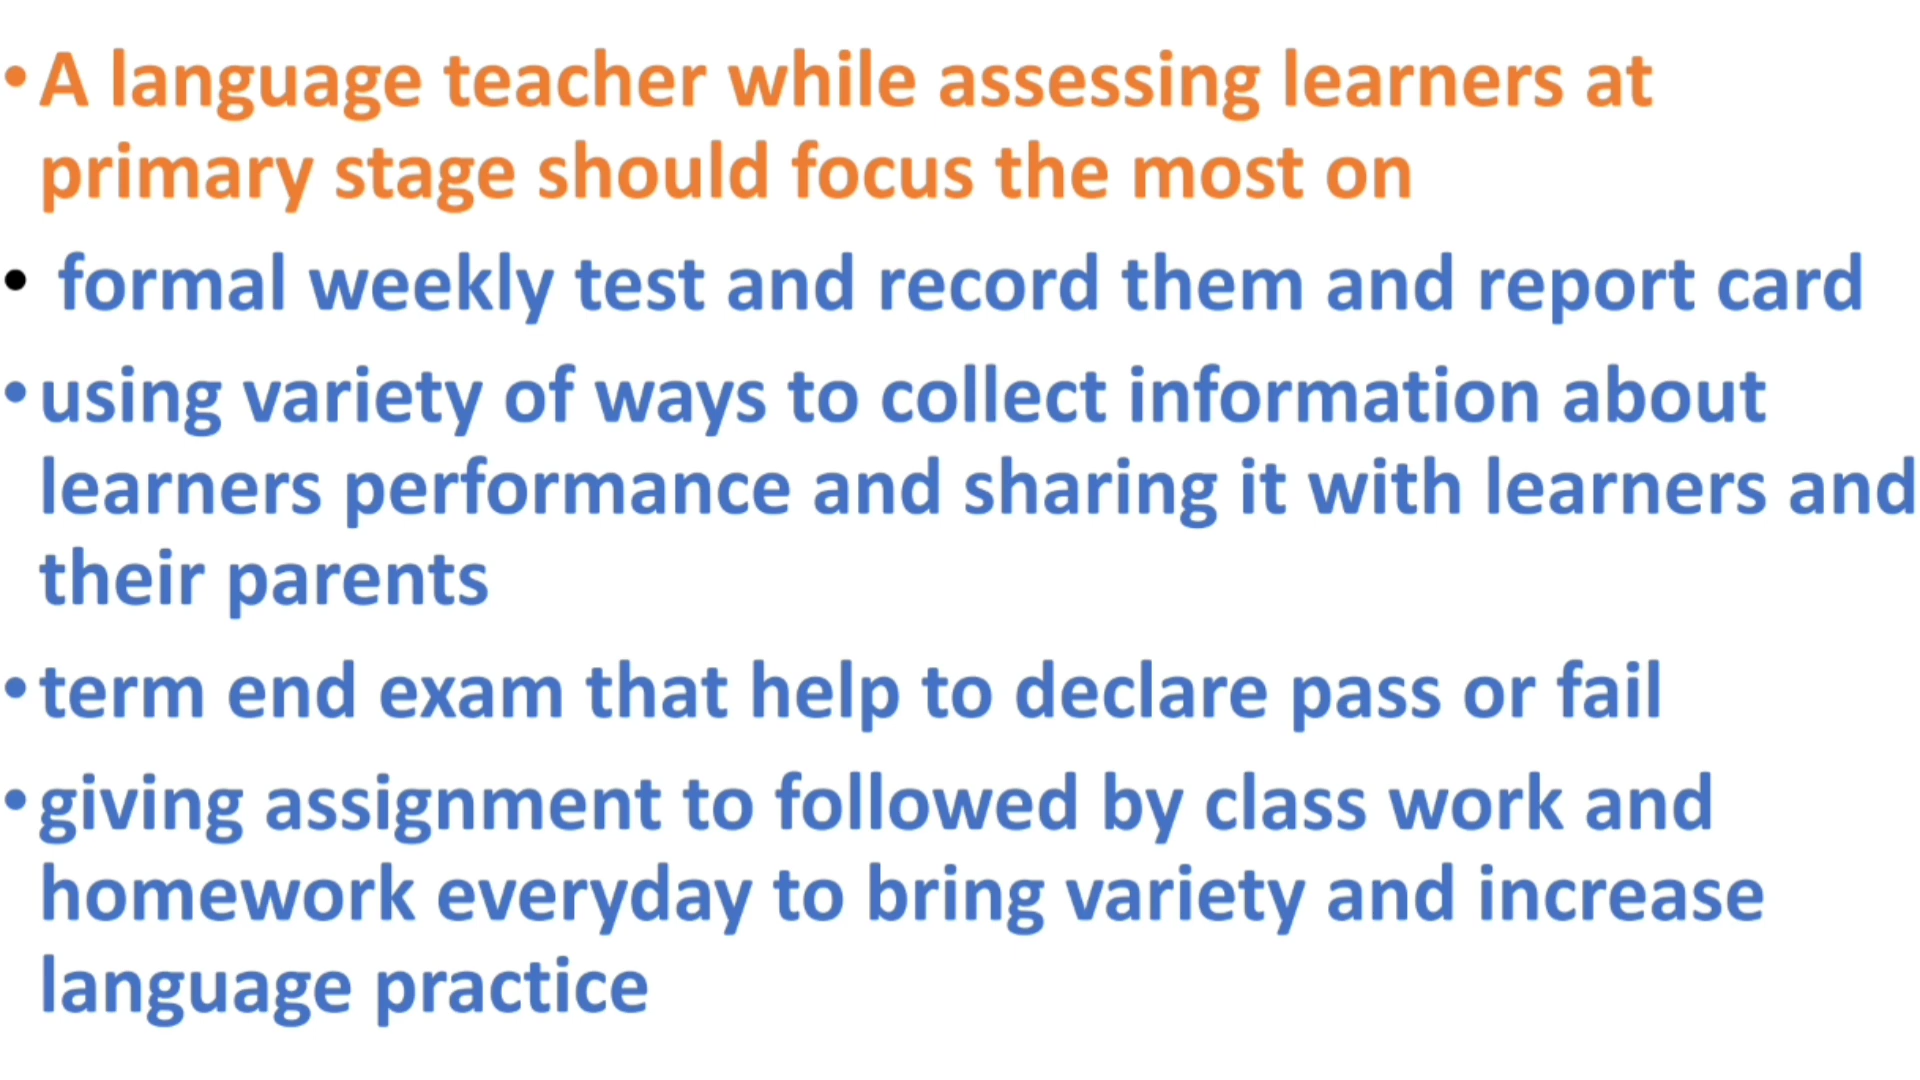 •A language teacher while assessing learners at
primary stage should focus the most on
• formal weekly test and record them and report card
•using variety of ways to collect information about
learners performance and sharing it with learners and
their parents
•term end exam that help to declare pass or fail
•giving assignment to followed by class work and
homework everyday to bring variety and increase
language practice